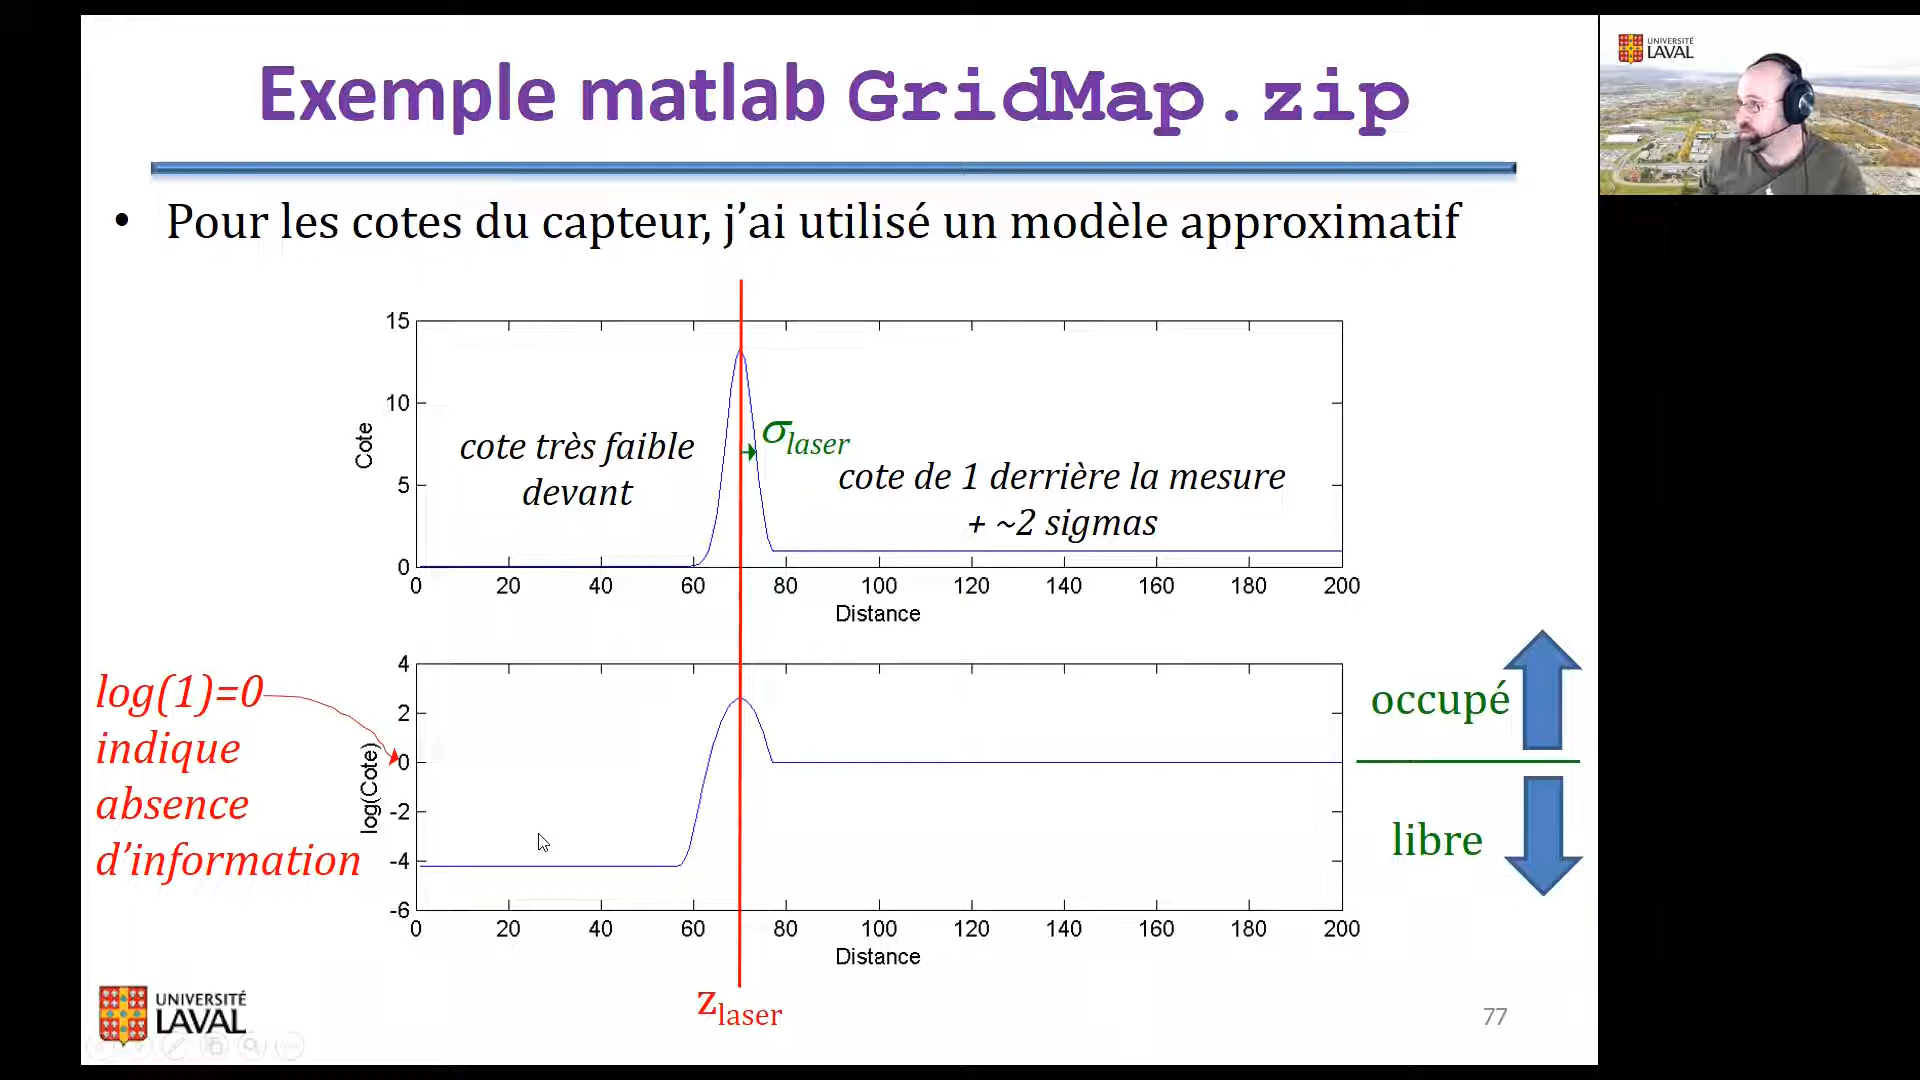 Exemple matlab GridMap.zip
UNIVERSITÉ
LAVAL
• Pour les cotes du capteur, j'ai utilisé un modèle approximatif
15
10
5
0
Cote
cote très faible
devant
σlaser
cote de 1 derrière la mesure
+ ~2 sigmas
0 20 40 60 80 100 120 140 160 180 200
Distance
log(1)=0
indique
absence
d'information
4
2
0
-2
-4
-6
log(Cote)
occupé
libre
0 20 40 60 80 100 120 140 160 180 200
Distance
zlaser
UNIVERSITÉ
LAVAL
77